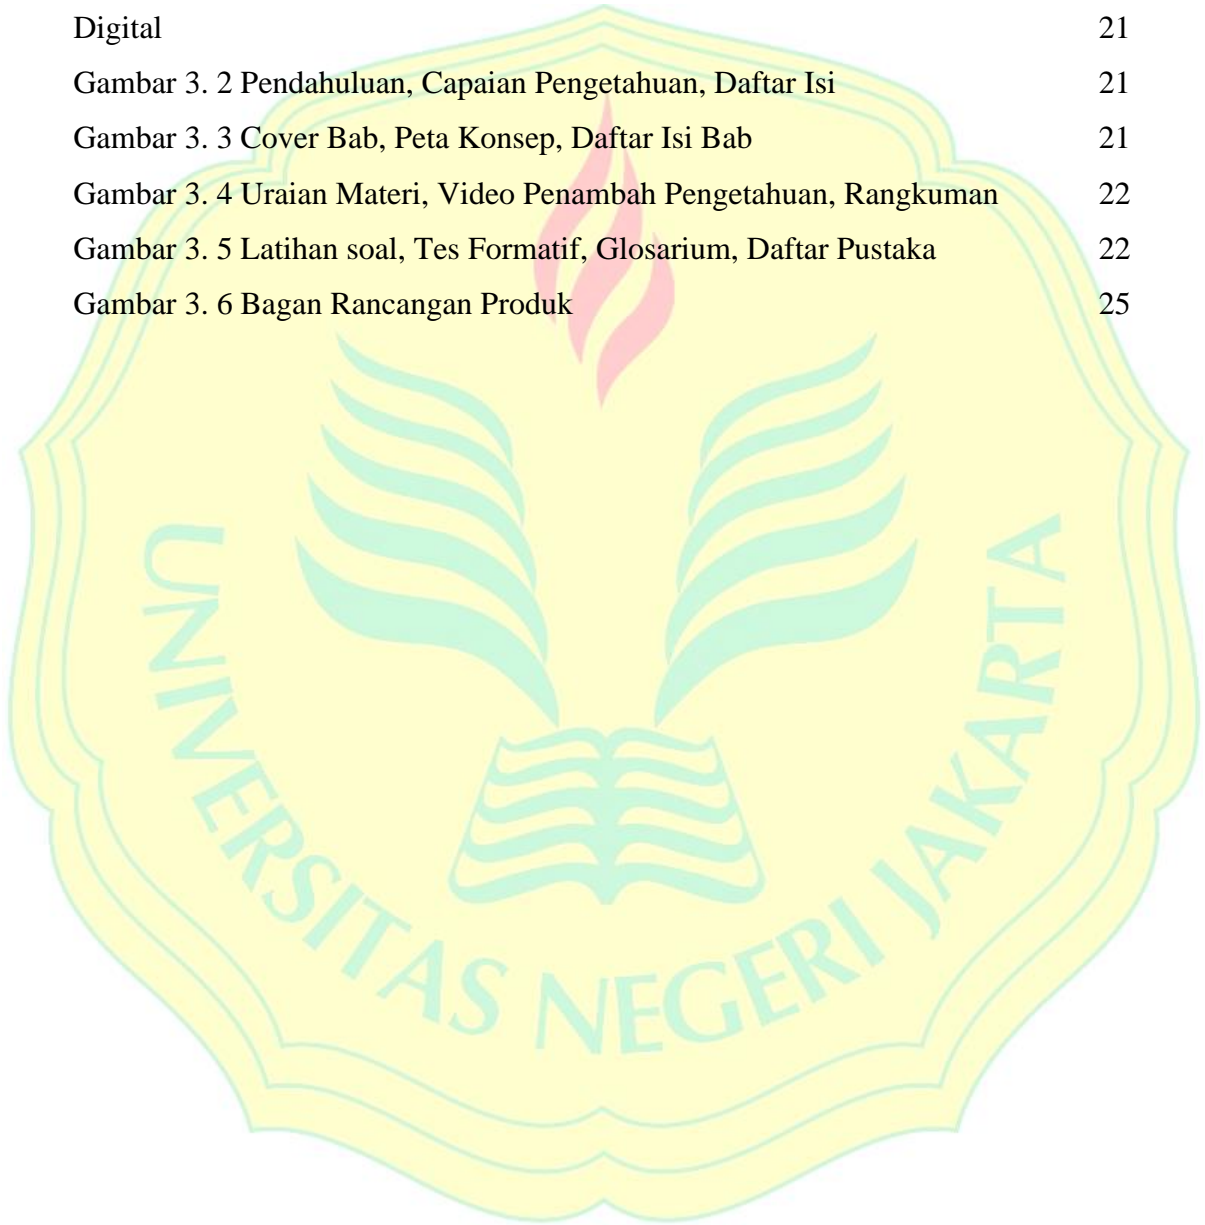 Digital 21
Gambar 3. 2 Pendahuluan, Capaian Pengetahuan, Daftar Isi 21
Gambar 3. 3 Cover Bab, Peta Konsep, Daftar Isi Bab 21
Gambar 3. 4 Uraian Materi, Video Penambah Pengetahuan, Rangkuman 22
Gambar 3. 5 Latihan soal, Tes Formatif, Glosarium, Daftar Pustaka 22
Gambar 3. 6 Bagan Rancangan Produk 25
UNIVERSITAS NEGERI JAKARTA